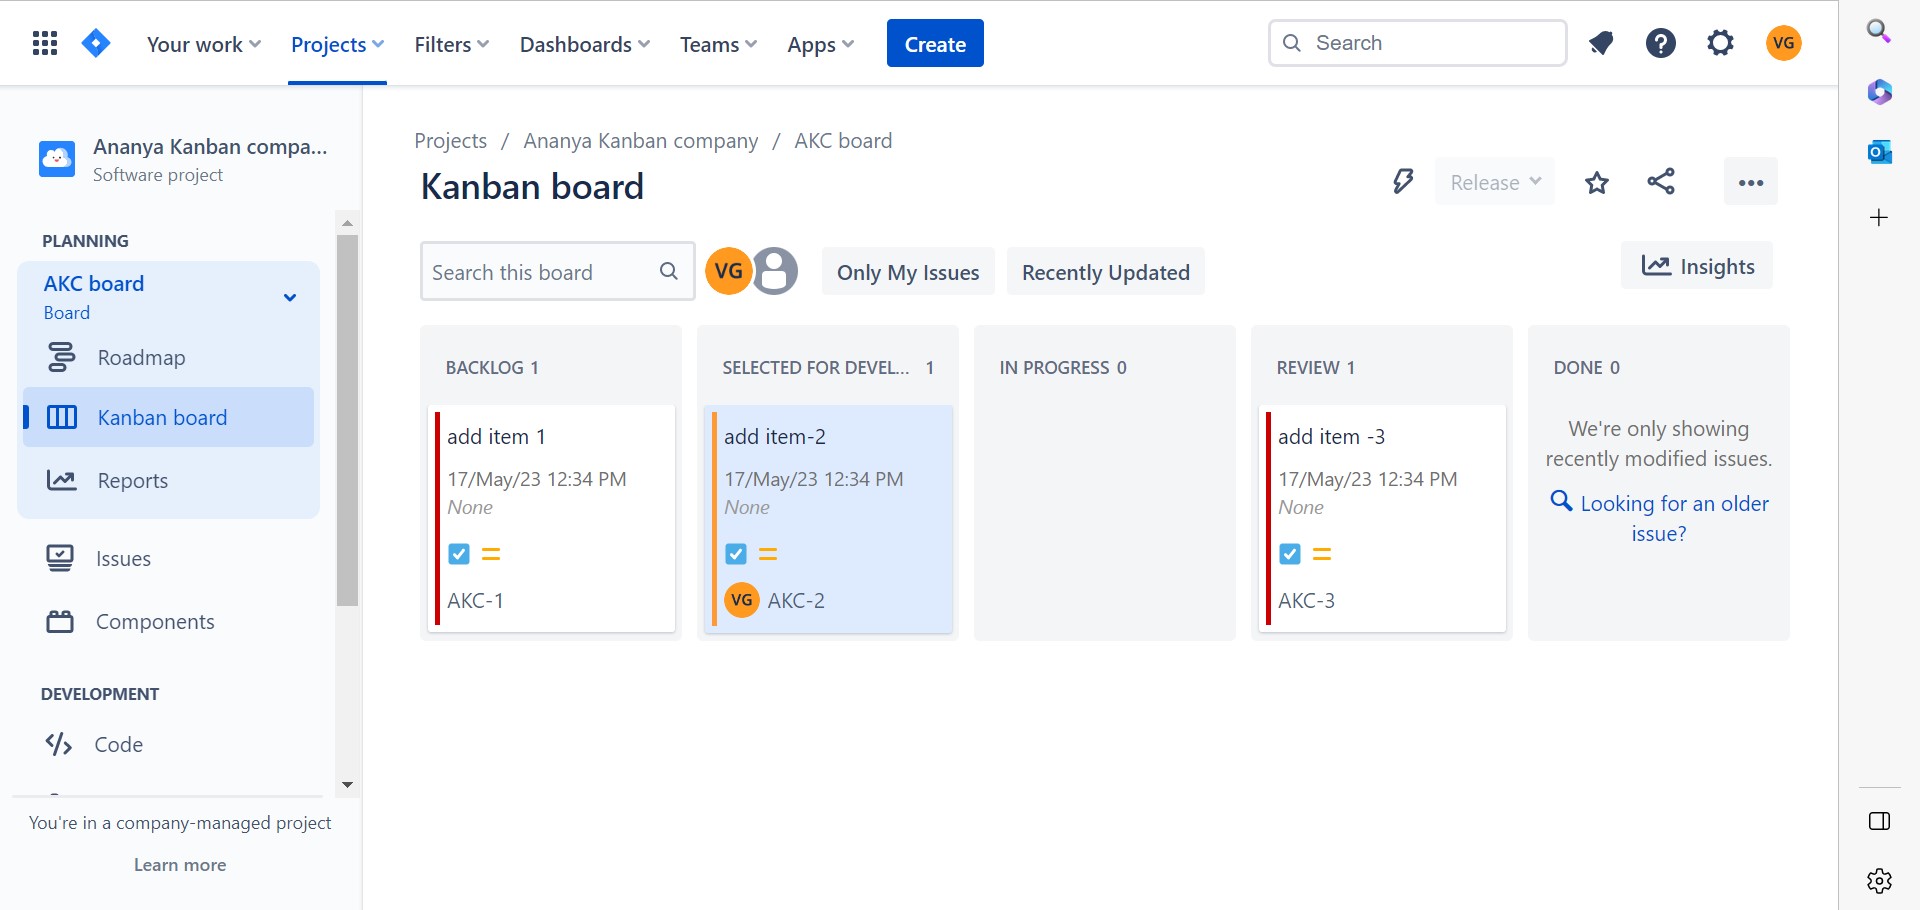 Your work
Projects
Filters
Dashboards
Teams
Apps
Create
Search
VG
Ananya Kanban compa...
Software project
PLANNING
AKC board
Board
Roadmap
Kanban board
Reports
Issues
Components
DEVELOPMENT
Code
You're in a company-managed project
Learn more
Projects / Ananya Kanban company / AKC board
Kanban board
Release
Search this board
VG
Only My Issues
Recently Updated
Insights
BACKLOG 1
add item 1
17/May/23 12:34 PM
None
AKC-1
SELECTED FOR DEVEL... 1
add item-2
17/May/23 12:34 PM
None
VG AKC-2
IN PROGRESS 0
REVIEW 1
add item -3
17/May/23 12:34 PM
None
AKC-3
DONE 0
We're only showing
recently modified issues.
Looking for an older
issue?